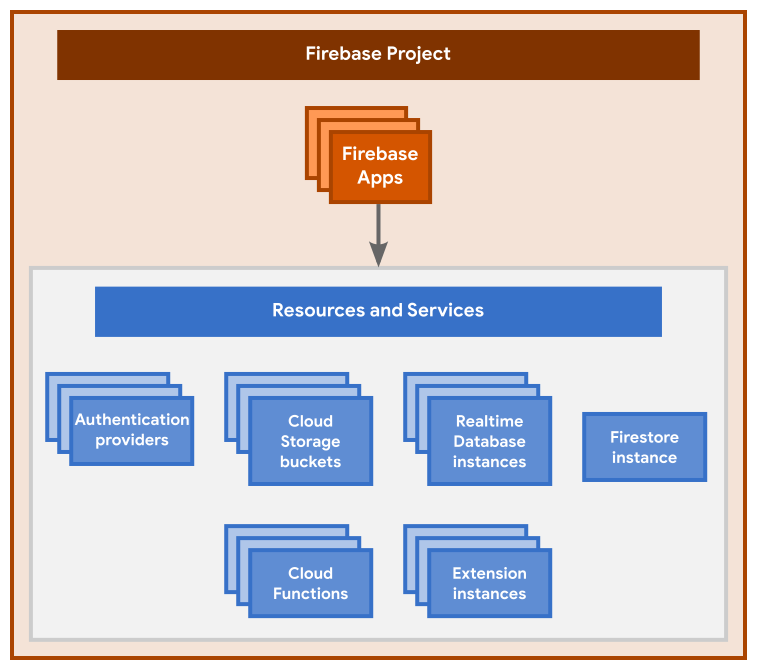 Firebase Project
Firebase
Apps
Resources and Services
Authentication
providers
Cloud
Storage
buckets
Realtime
Database
instances
Firestore
instance
Cloud
Functions
Extension
instances